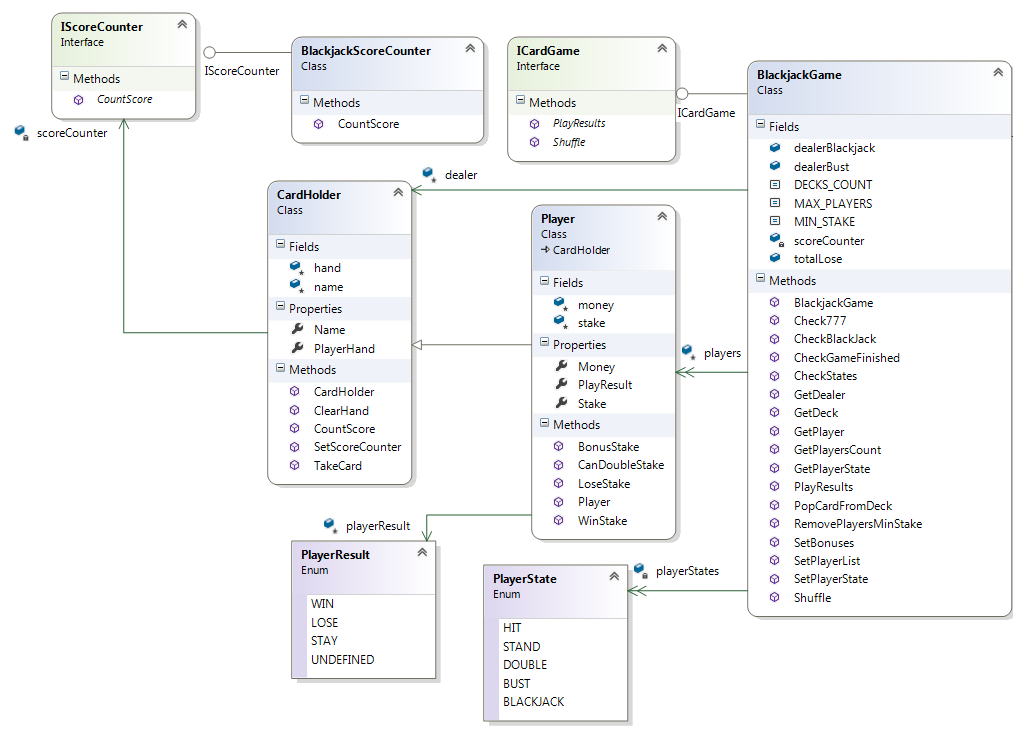 IScoreCounter
Interface
Methods
CountScore
IScoreCounter
BlackjackScoreCounter
Class
Methods
CountScore
ICardGame
Interface
Methods
PlayResults
Shuffle
ICardGame
BlackjackGame
Class
Fields
dealerBlackjack
dealerBust
DECKS_COUNT
MAX_PLAYERS
MIN_STAKE
scoreCounter
totalLose
Methods
BlackjackGame
Check777
CheckBlackJack
CheckGameFinished
CheckStates
GetDealer
GetDeck
GetPlayer
GetPlayersCount
GetPlayerState
PlayResults
PopCardFromDeck
RemovePlayersMinStake
SetBonuses
SetPlayerList
SetPlayerState
Shuffle
scoreCounter
dealer
CardHolder
Class
Fields
hand
name
Properties
Name
PlayerHand
Methods
CardHolder
ClearHand
CountScore
SetScoreCounter
TakeCard
Player
Class
CardHolder
Fields
money
stake
Properties
Money
PlayResult
Stake
Methods
BonusStake
CanDoubleStake
LoseStake
Player
WinStake
players
playerResult
PlayerResult
Enum
WIN
LOSE
STAY
UNDEFINED
PlayerState
Enum
HIT
STAND
DOUBLE
BUST
BLACKJACK
playerStates